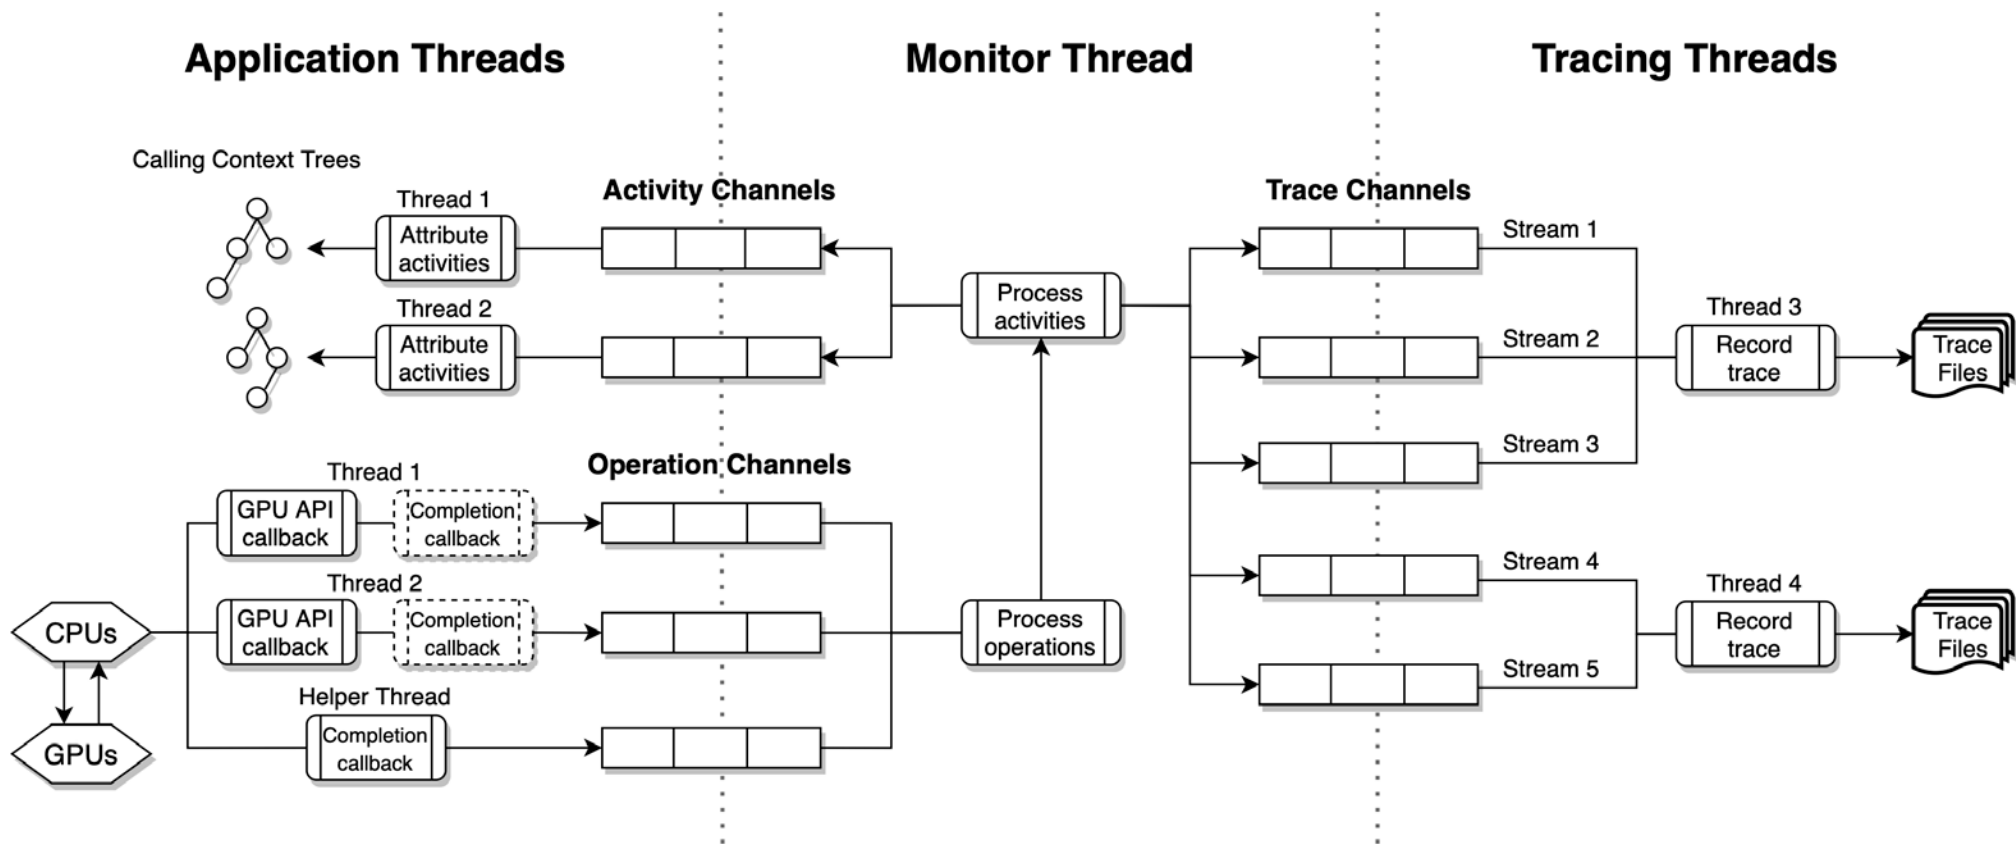 Application Threads
Monitor Thread
Tracing Threads
Calling Context Trees
Thread 1
Attribute
activities
Thread 2
Attribute
activities
Activity Channels
Process
activities
Trace Channels
Stream 1
Stream 2
Stream 3
Thread 3
Record
trace
Trace
Files
Operation Channels
Thread 1
GPU API
callback
Completion
callback
Thread 2
GPU API
callback
Completion
callback
Helper Thread
Completion
callback
CPUs
GPUs
Process
operations
Stream 4
Stream 5
Thread 4
Record
trace
Trace
Files